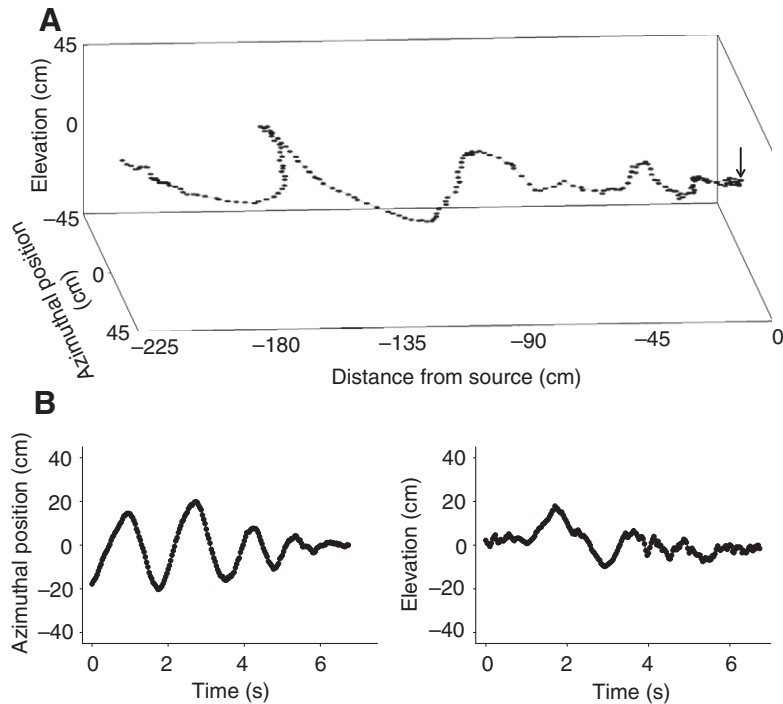 A
45
0
−45
Elevation (cm)
0
45
Azimuthal position
(cm)
−225
−180
−135
−90
−45
0
Distance from source (cm)
B
Azimuthal position (cm)
40
20
0
−20
−40
0
2
4
6
Time (s)
Elevation (cm)
40
20
0
−20
−40
0
2
4
6
Time (s)